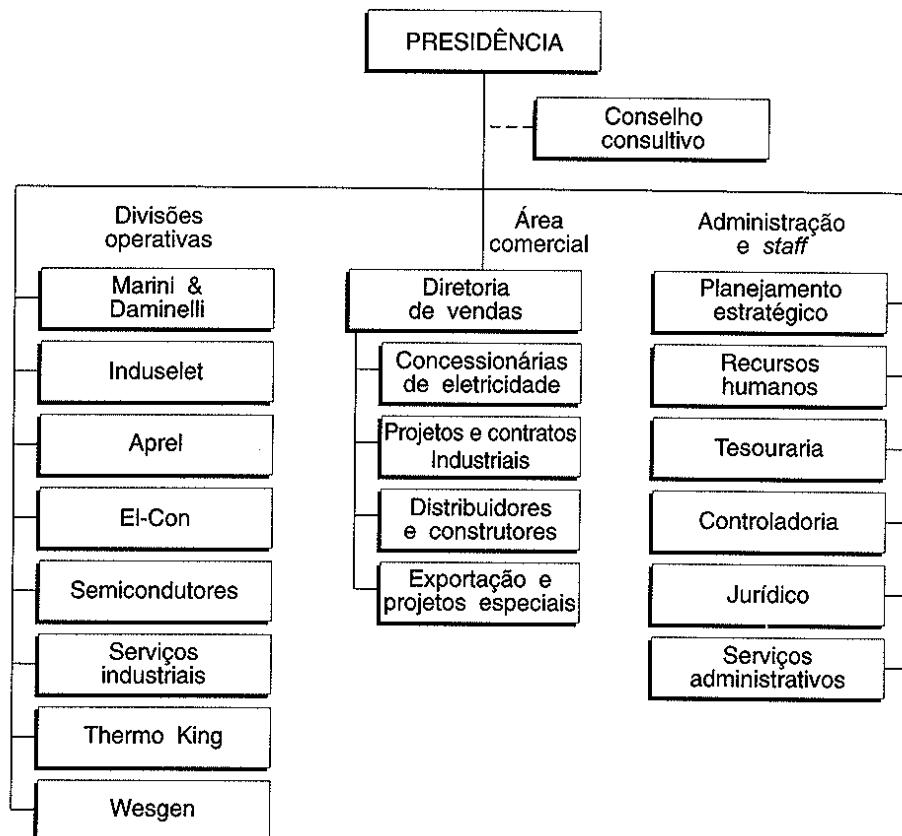 PRESIDÊNCIA
Conselho
consultivo
Divisões
operativas
Marini &
Daminelli
Induselet
Aprel
El-Con
Semicondutores
Serviços
industriais
Thermo King
Wesgen
Área
comercial
Diretoria
de vendas
Concessionárias
de eletricidade
Projetos e contratos
Industriais
Distribuidores
e construtores
Exportação e
projetos especiais
Administração
e staff
Planejamento
estratégico
Recursos
humanos
Tesouraria
Controladoria
Jurídico
Serviços
administrativos